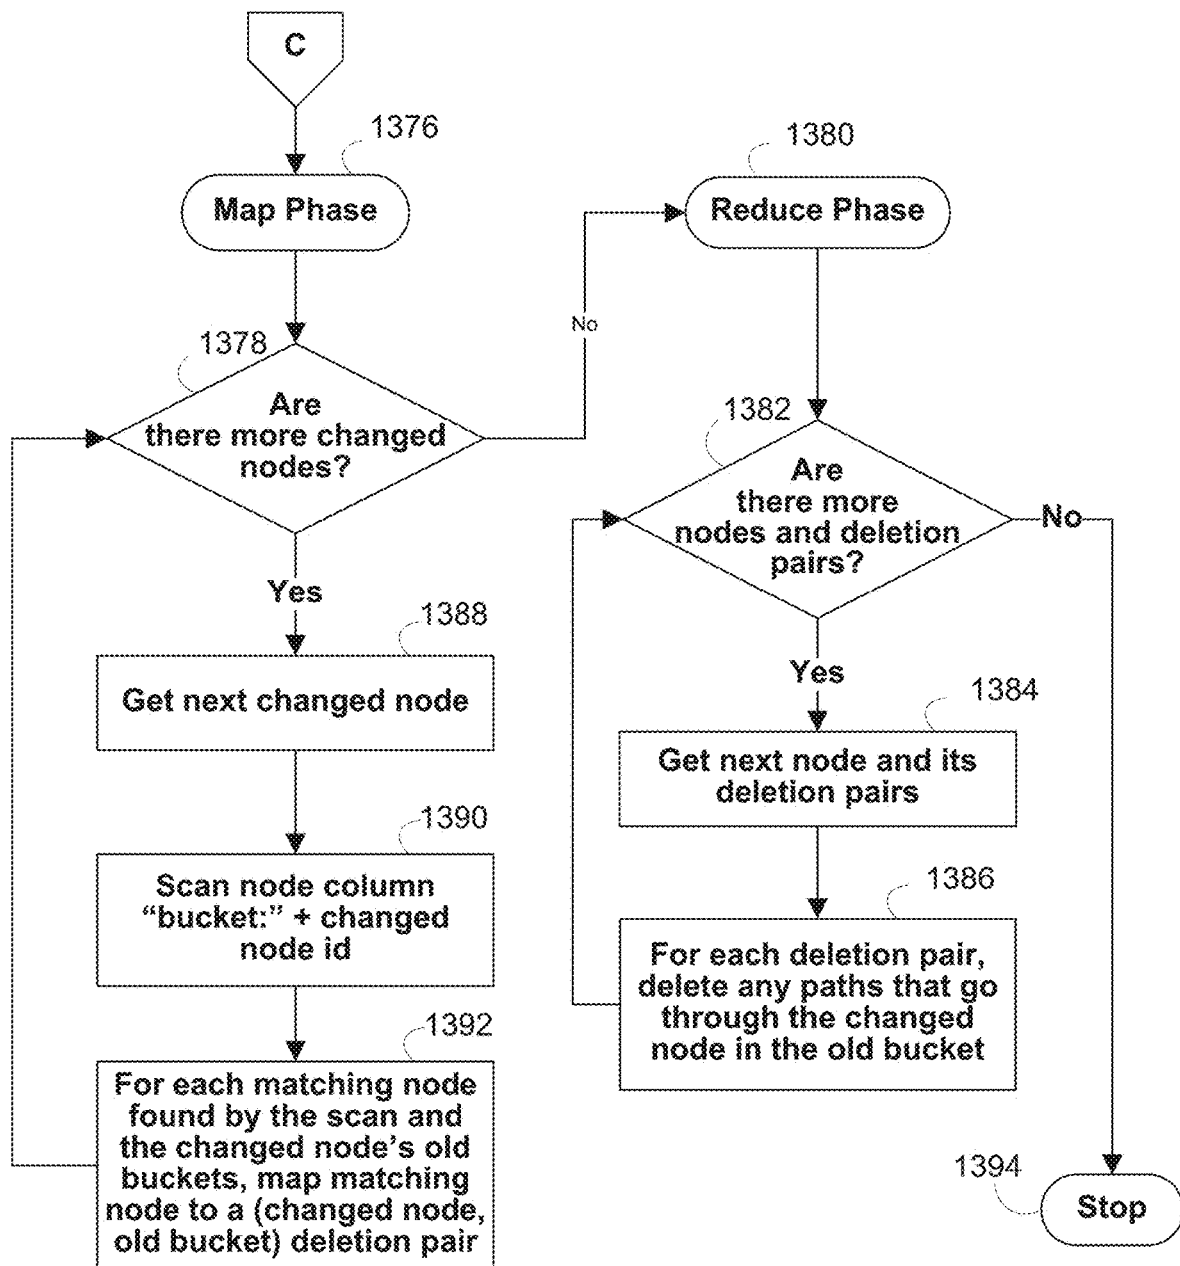 C
1376
Map Phase
1378
Are
there more changed
nodes?
No
Yes
1388
Get next changed node
1390
Scan node column
“bucket:” + changed
node id
1392
For each matching node
found by the scan and
the changed node’s old
buckets, map matching
node to a (changed node,
old bucket) deletion pair
1380
Reduce Phase
1382
Are
there more
nodes and deletion
pairs?
No
Yes
1384
Get next node and its
deletion pairs
1386
For each deletion pair,
delete any paths that go
through the changed
node in the old bucket
1394
Stop